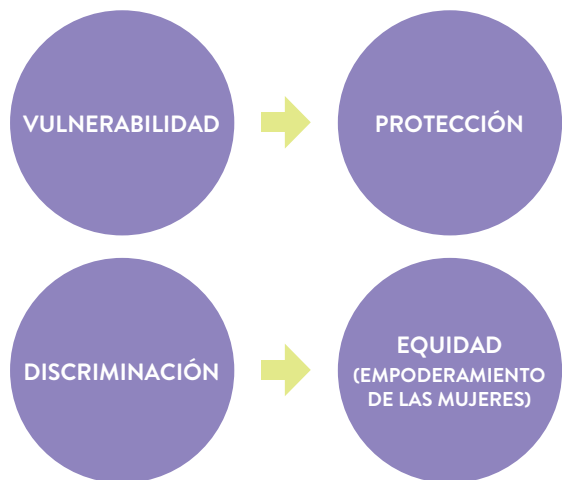 VULNERABILIDAD
PROTECCIÓN
DISCRIMINACIÓN
EQUIDAD
(EMPODERAMIENTO
DE LAS MUJERES)